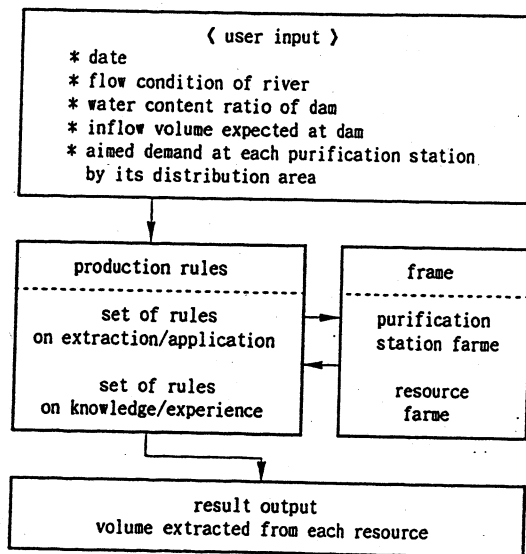 《 user input 》
* date
* flow condition of river
* water content ratio of dam
* inflow volume expected at dam
* aimed demand at each purification station
by its distribution area
production rules
set of rules
on extraction/application
set of rules
on knowledge/experience
frame
purification
station farme
resource
farme
result output
volume extracted from each resource